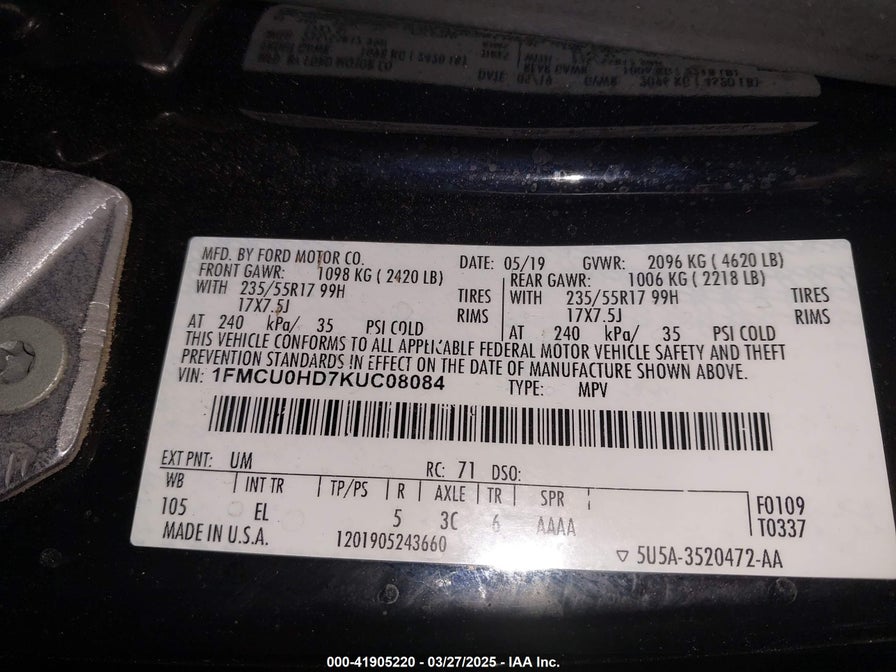 MFD. BY FORD MOTOR CO. DATE: 05/19 GVWR: 2096 KG ( 4620 LB)
FRONT GAWR: 1098 KG ( 2420 LB) REAR GAWR: 1006 KG ( 2218 LB)
WITH 235/55R17 99H TIRES WITH 235/55R17 99H TIRES
17X7.5J RIMS 17X7.5J RIMS
AT 240 kPa/ 35 PSI COLD AT 240 kPa/ 35 PSI COLD
THIS VEHICLE CONFORMS TO ALL APPLICABLE FEDERAL MOTOR VEHICLE SAFETY AND THEFT
PREVENTION STANDARDS IN EFFECT ON THE DATE OF MANUFACTURE SHOWN ABOVE.
VIN: 1FMCU0HD7KUC08084 TYPE: MPV
EXT PNT: UM RC: 71 DSO:
WB INT TR TP/PS R AXLE TR SPR F0109
105 EL 5 3C 6 AAAA T0337
MADE IN U.S.A. 1201905243660 5U5A-3520472-AA
000-41905220 - 03/27/2025 - IAA Inc.